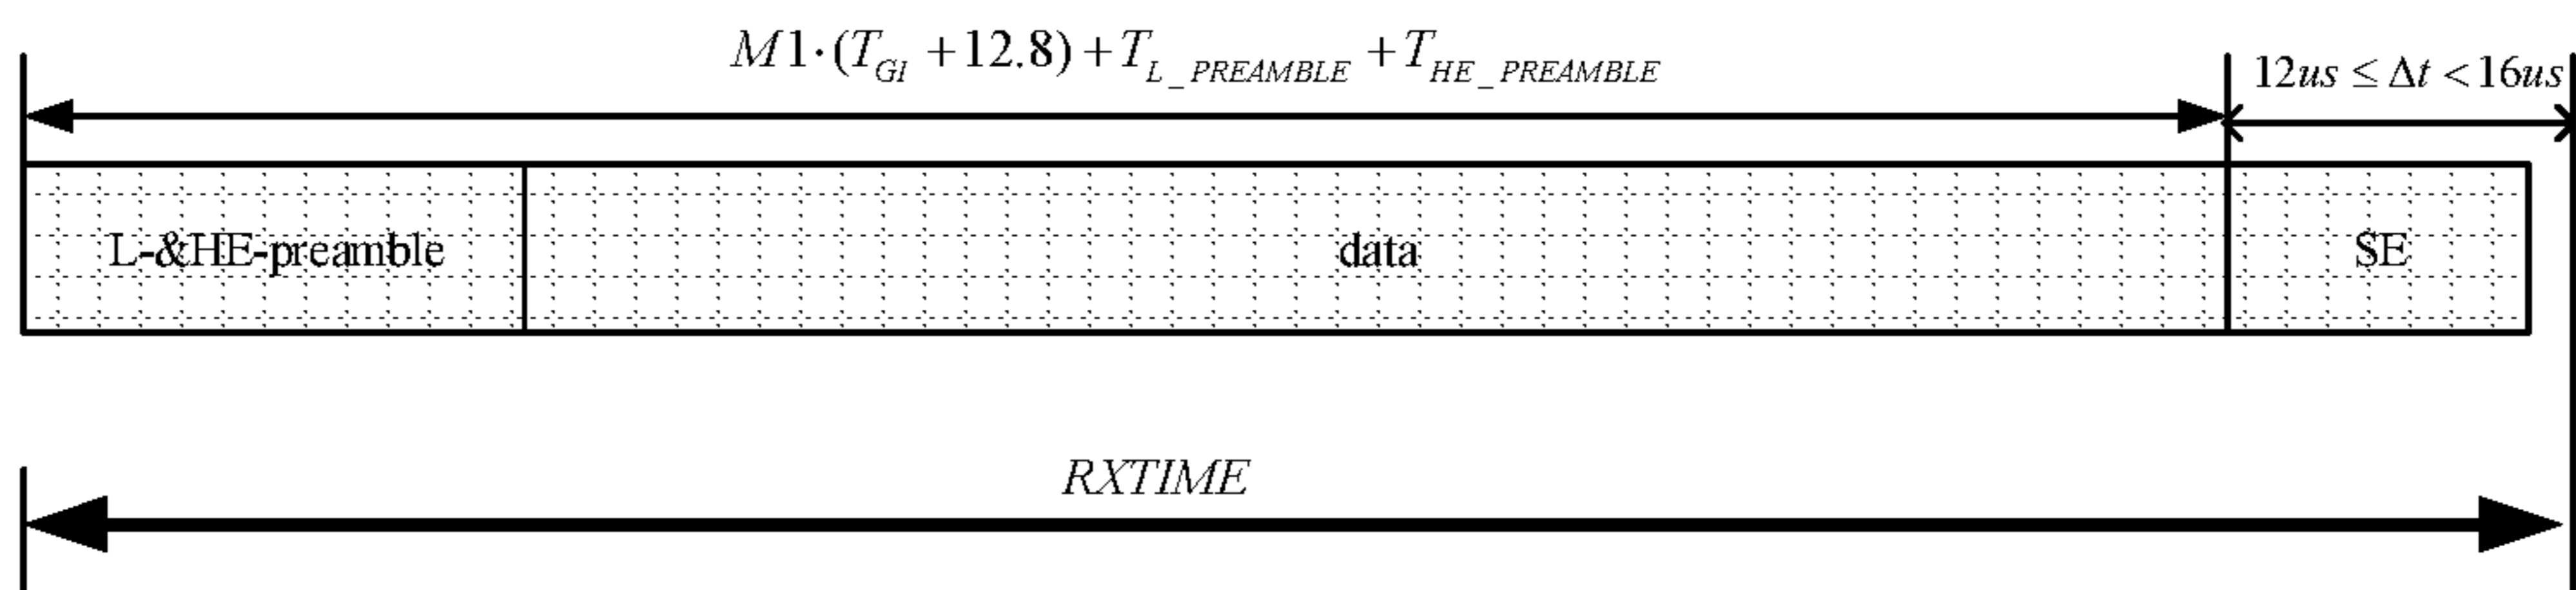 M1·(T_GI +12.8)+T_L_PREAMBLE +T_HE_PREAMBLE
12us ≤ Δt < 16us
L-&HE-preamble
data
SE
RXTIME